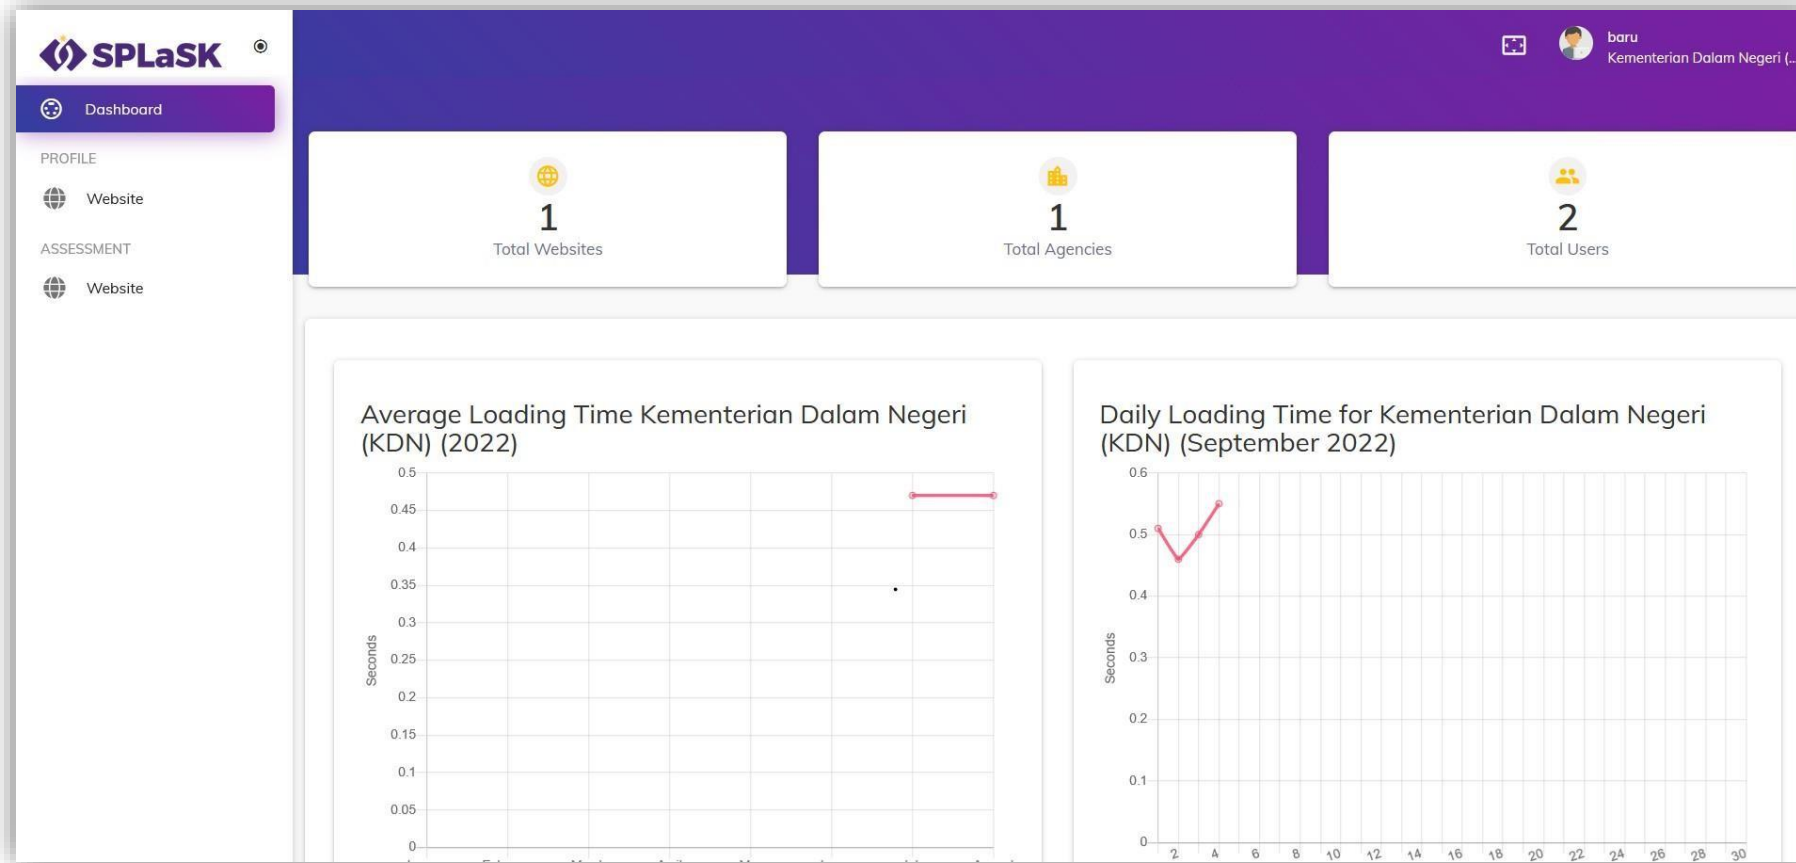 SPLaSK
Dashboard
PROFILE
Website
ASSESSMENT
Website
baru
Kementerian Dalam Negeri (...
1
Total Websites
1
Total Agencies
2
Total Users
Average Loading Time Kementerian Dalam Negeri
(KDN) (2022)
0.5
0.45
0.4
0.35
0.3
0.25
0.2
0.15
0.1
0.05
0
Seconds
Daily Loading Time for Kementerian Dalam Negeri
(KDN) (September 2022)
0.6
0.5
0.4
0.3
0.2
0.1
0
Seconds
2 4 6 8 10 12 14 16 18 20 22 24 26 28 30